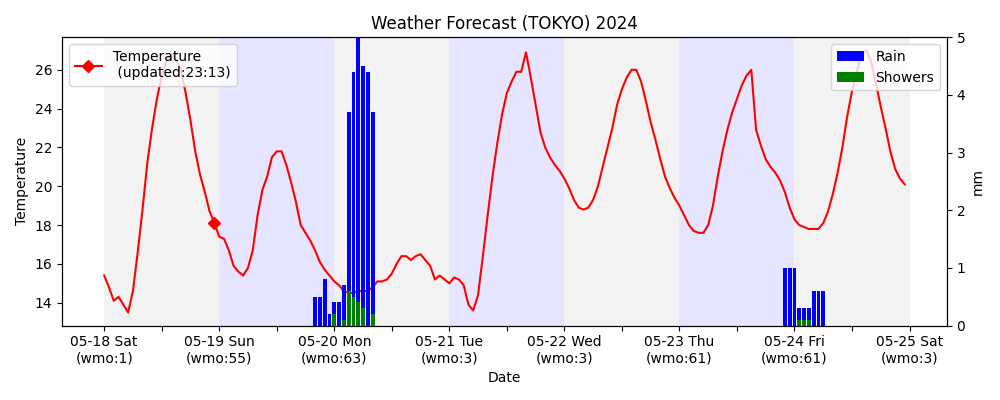 Weather Forecast (TOKYO) 2024
Temperature
(updated:23:13)
Rain
Showers
Temperature
26
24
22
20
18
16
14
5
4
3
2
1
0
mm
05-18 Sat
(wmo:1)
05-19 Sun
(wmo:55)
05-20 Mon
(wmo:63)
05-21 Tue
(wmo:3)
05-22 Wed
(wmo:3)
05-23 Thu
(wmo:61)
05-24 Fri
(wmo:61)
05-25 Sat
(wmo:3)
Date